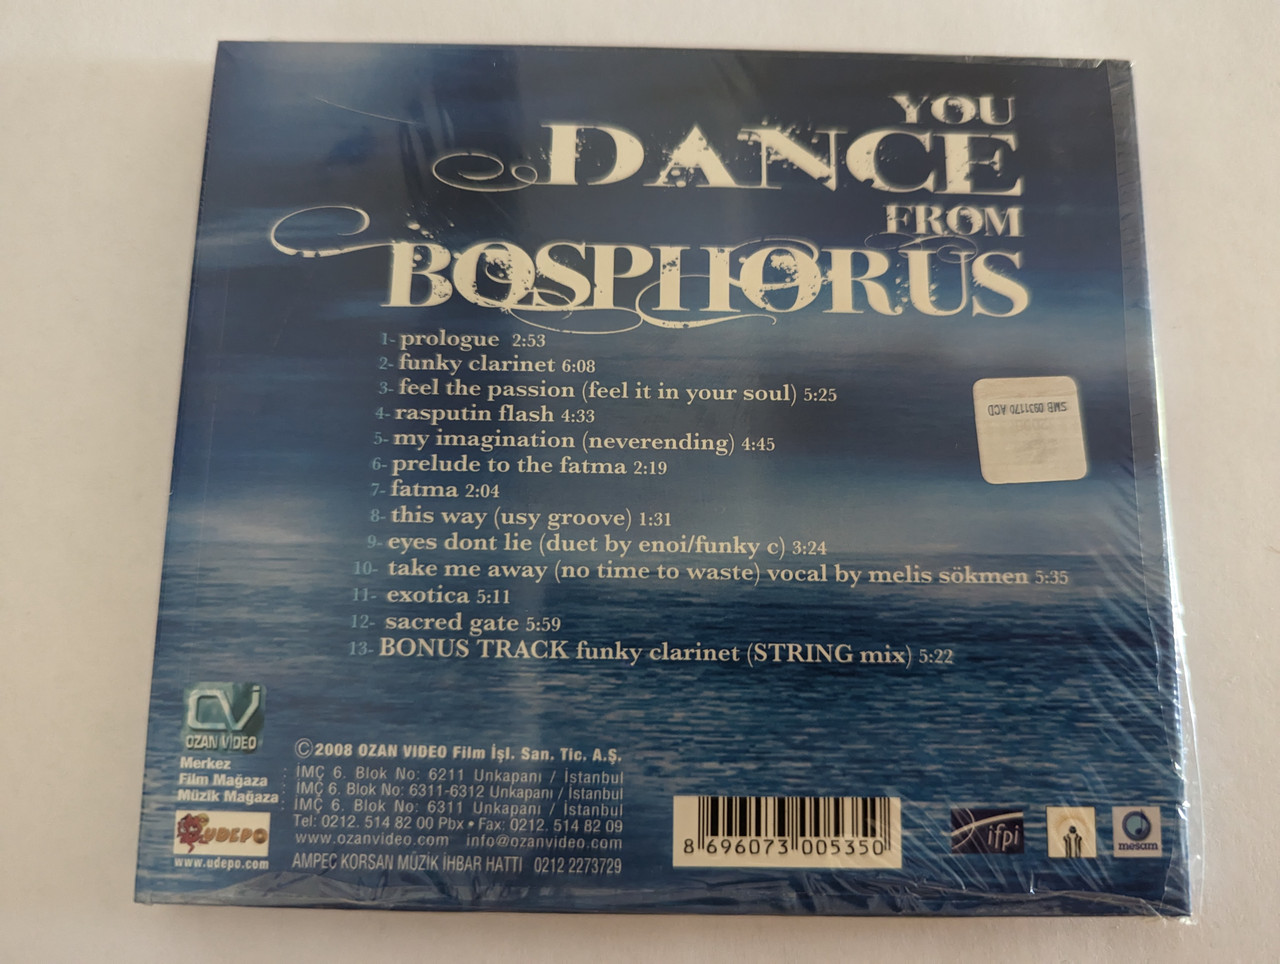 YOU
DANCE
FROM
BOSPHORUS
1- prologue 2:53
2- funky clarinet 6:08
3- feel the passion (feel it in your soul) 5:25
4- rasputin flash 4:33
5- my imagination (neverending) 4:45
6- prelude to the fatma 2:19
7- fatma 2:04
8- this way (usy groove) 1:31
9- eyes dont lie (duet by enoi/funky c) 3:24
10- take me away (no time to waste) vocal by melis sökmen 5:35
11- exotica 5:11
12- sacred gate 5:59
13- BONUS TRACK funky clarinet (STRING mix) 5:22
SMB 0931170 ACD
OZAN VIDEO
©2008 OZAN VIDEO Film İşl. San. Tic. A.Ş.
Merkez : İMÇ 6. Blok No: 6211 Unkapanı / İstanbul
Film Mağaza : İMÇ 6. Blok No: 6311-6312 Unkapanı / İstanbul
Müzik Mağaza : İMÇ 6. Blok No: 6311 Unkapanı / İstanbul
Tel: 0212. 514 82 00 Pbx • Fax: 0212. 514 82 09
www.ozanvideo.com info@ozanvideo.com
AMPEC KORSAN MÜZİK İHBAR HATTI 0212 2273729
UDEPO
www.udepo.com
8 696073 005350
ifpi
mesam